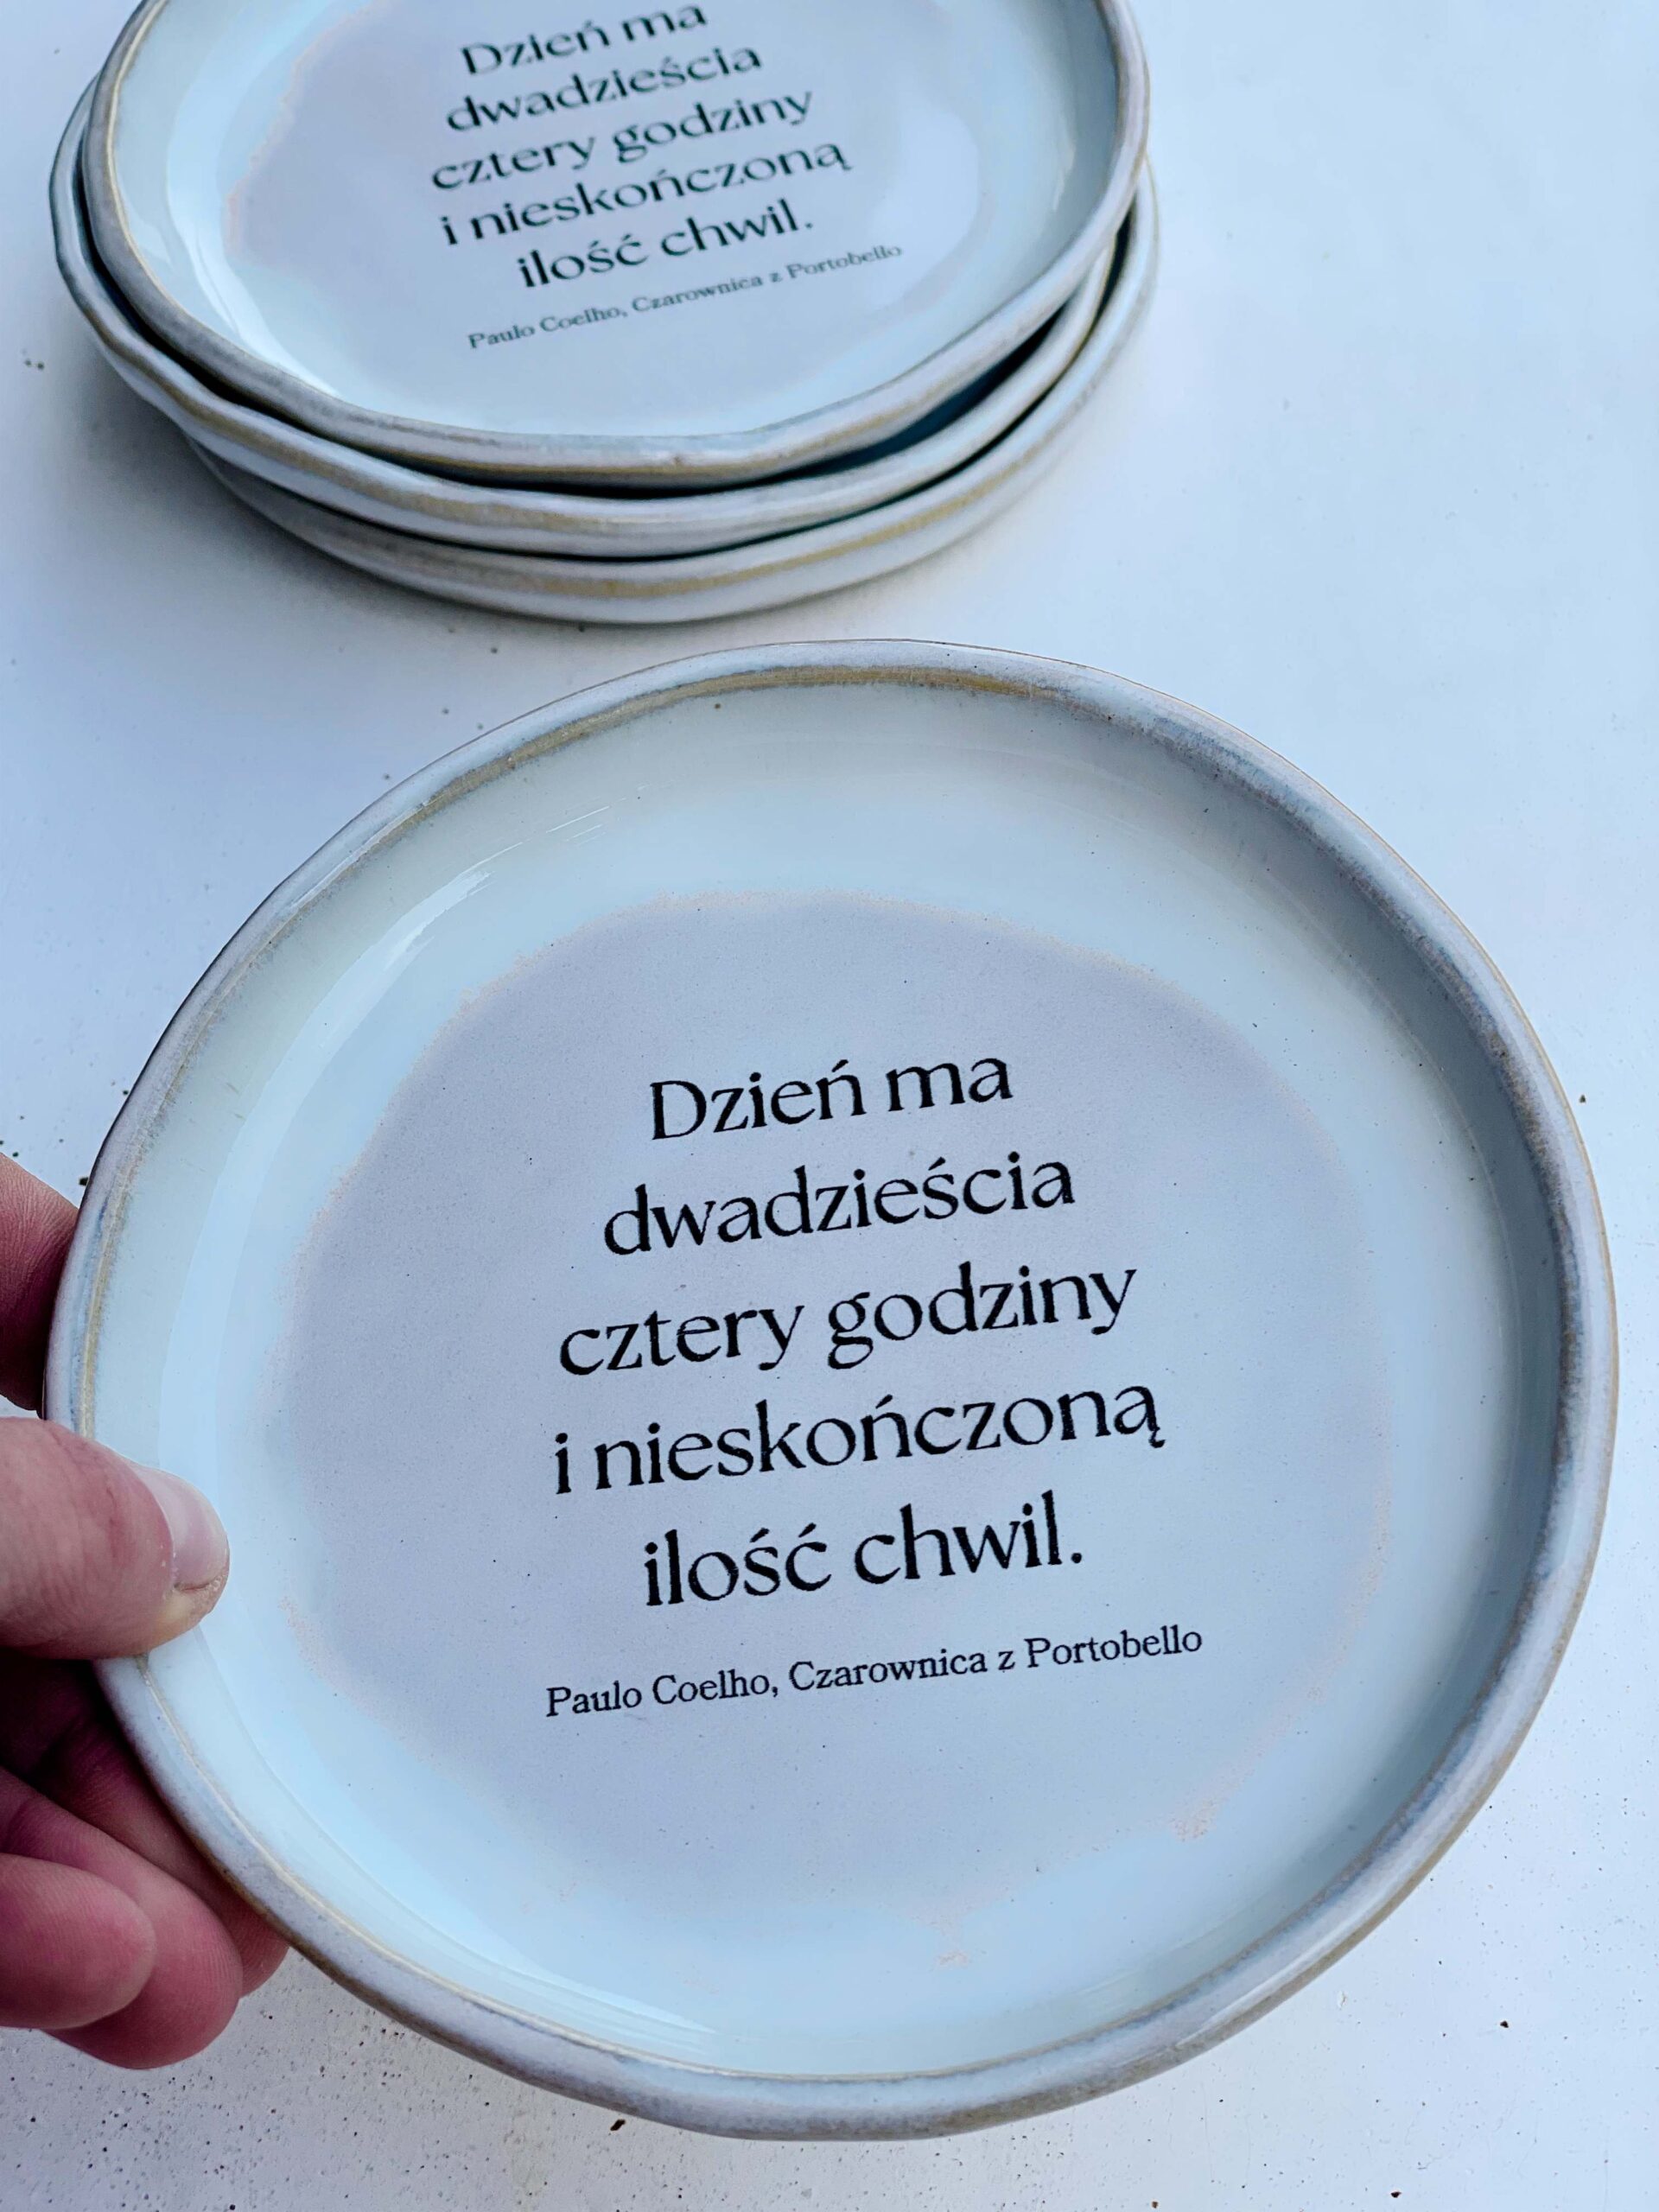 Dzień ma
dwadzieścia
cztery godziny
i nieskończoną
ilość chwil.
Paulo Coelho, Czarownica z Portobello
Dzień ma
dwadzieścia
cztery godziny
i nieskończoną
ilość chwil.
Paulo Coelho, Czarownica z Portobello